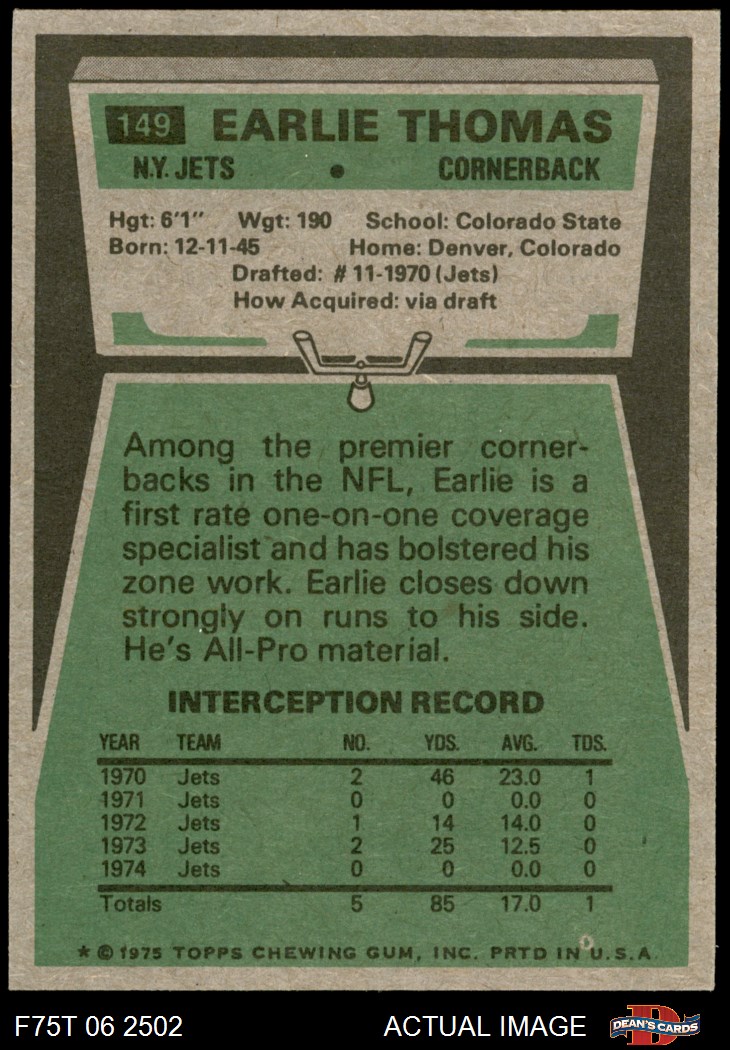 149 EARLIE THOMAS
N.Y. JETS • CORNERBACK
Hgt: 6'1" Wgt: 190 School: Colorado State
Born: 12-11-45 Home: Denver, Colorado
Drafted: #11-1970 (Jets)
How Acquired: via draft
Among the premier corner-
backs in the NFL, Earlie is a
first rate one-on-one coverage
specialist and has bolstered his
zone work. Earlie closes down
strongly on runs to his side.
He's All-Pro material.
INTERCEPTION RECORD
YEAR TEAM NO. YDS. AVG. TDS.
1970 Jets 2 46 23.0 1
1971 Jets 0 0 0.0 0
1972 Jets 1 14 14.0 0
1973 Jets 2 25 12.5 0
1974 Jets 0 0 0.0 0
Totals 5 85 17.0 1
* © 1975 TOPPS CHEWING GUM, INC. PRTD IN U.S.A.
F75T 06 2502 ACTUAL IMAGE D DEAN'S CARDS